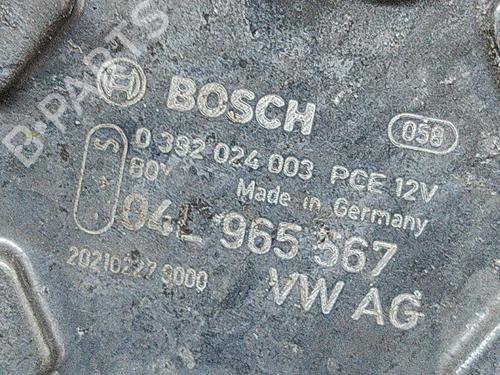 B-PARTS
BOSCH
058
0 392 024 003 PCE 12V
S
BOY
Made in Germany
04L 965 567
20210227 0000
VW AG